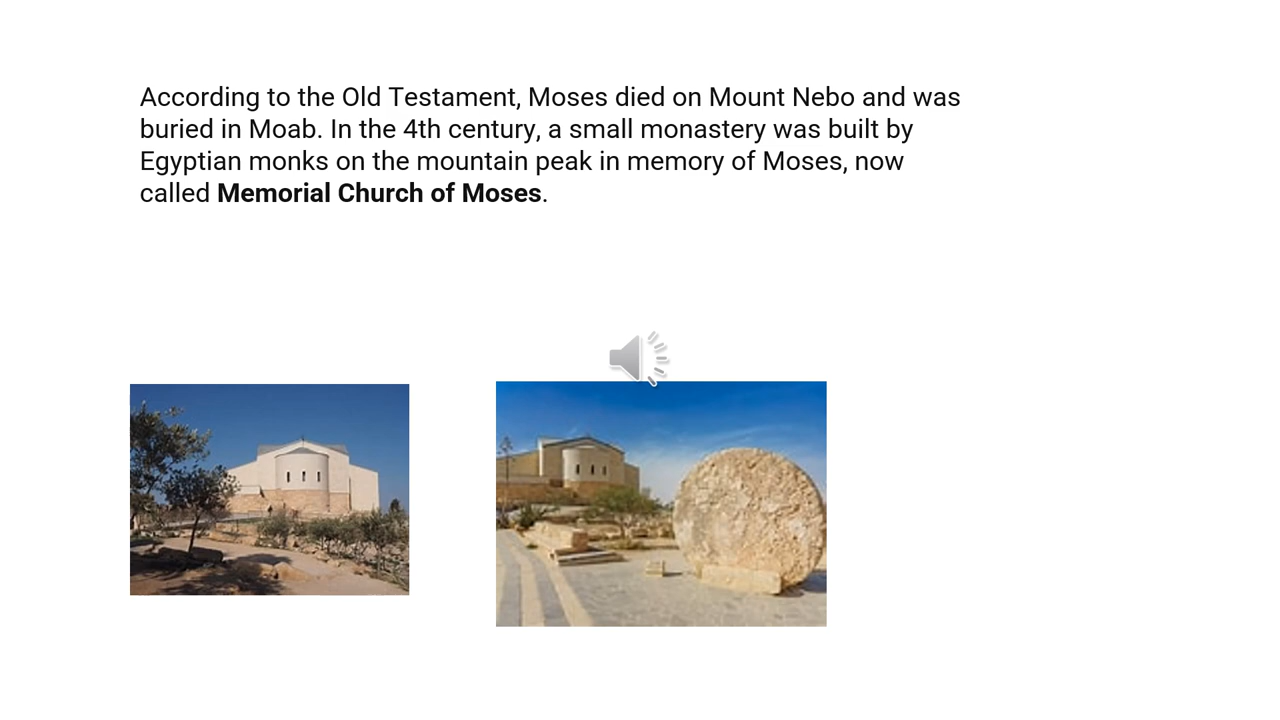 According to the Old Testament, Moses died on Mount Nebo and was
buried in Moab. In the 4th century, a small monastery was built by
Egyptian monks on the mountain peak in memory of Moses, now
called Memorial Church of Moses.